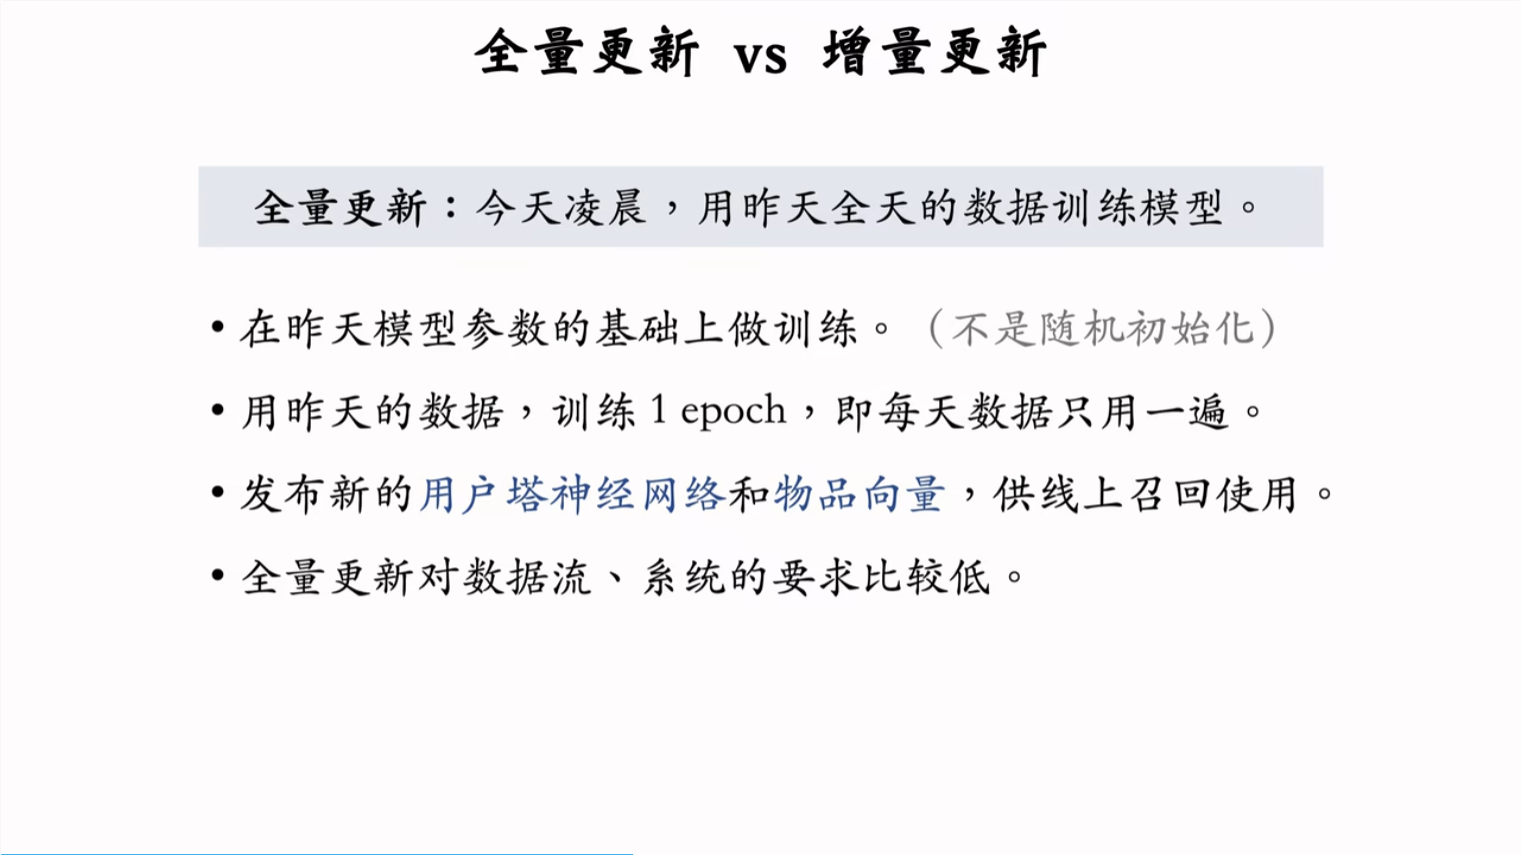 全量更新 vs 增量更新
全量更新：今天凌晨，用昨天全天的数据训练模型。
• 在昨天模型参数的基础上做训练。（不是随机初始化）
• 用昨天的数据，训练 1 epoch，即每天数据只用一遍。
• 发布新的用户塔神经网络和物品向量，供线上召回使用。
• 全量更新对数据流、系统的要求比较低。